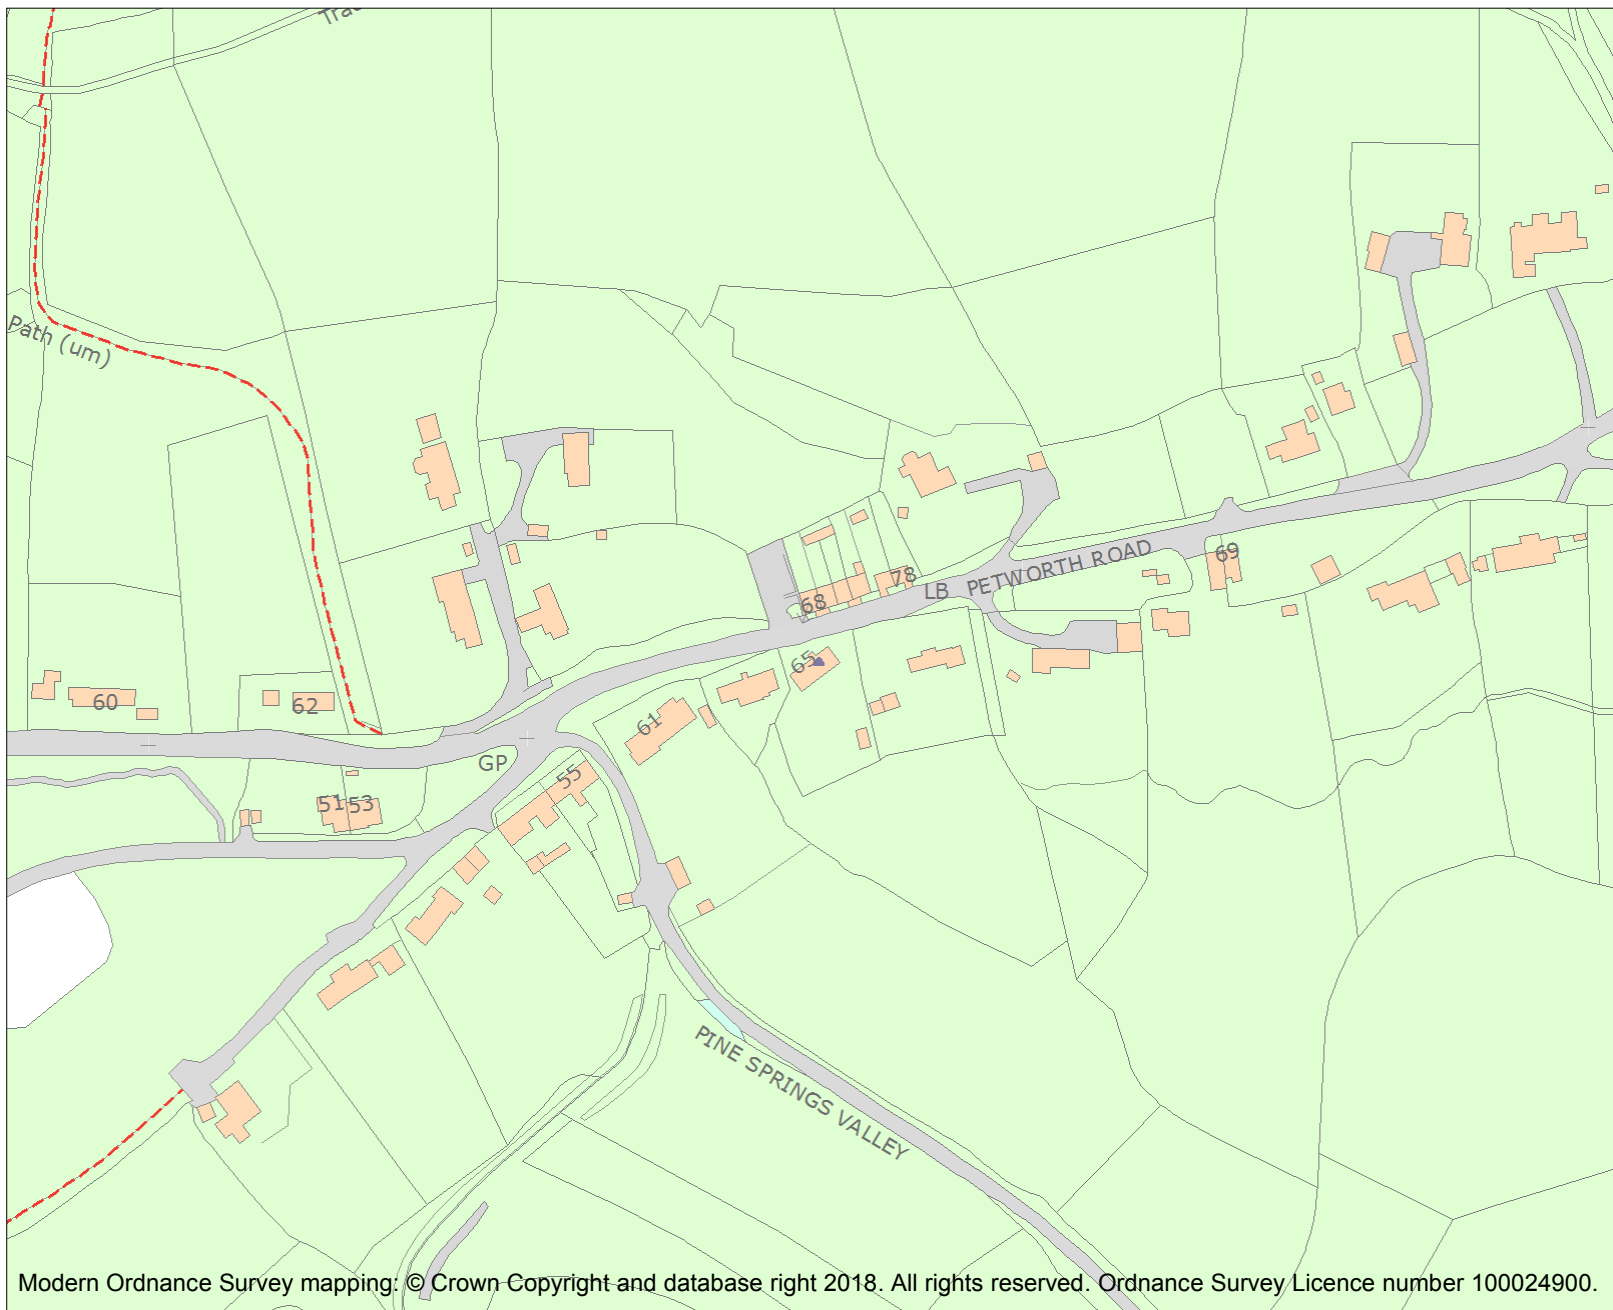 Path (um)
60
62
51
53
GP
55
61
65
68
78
LB
PETWORTH ROAD
69
PINE SPRINGS VALLEY
Modern Ordnance Survey mapping: © Crown Copyright and database right 2018. All rights reserved. Ordnance Survey Licence number 100024900.